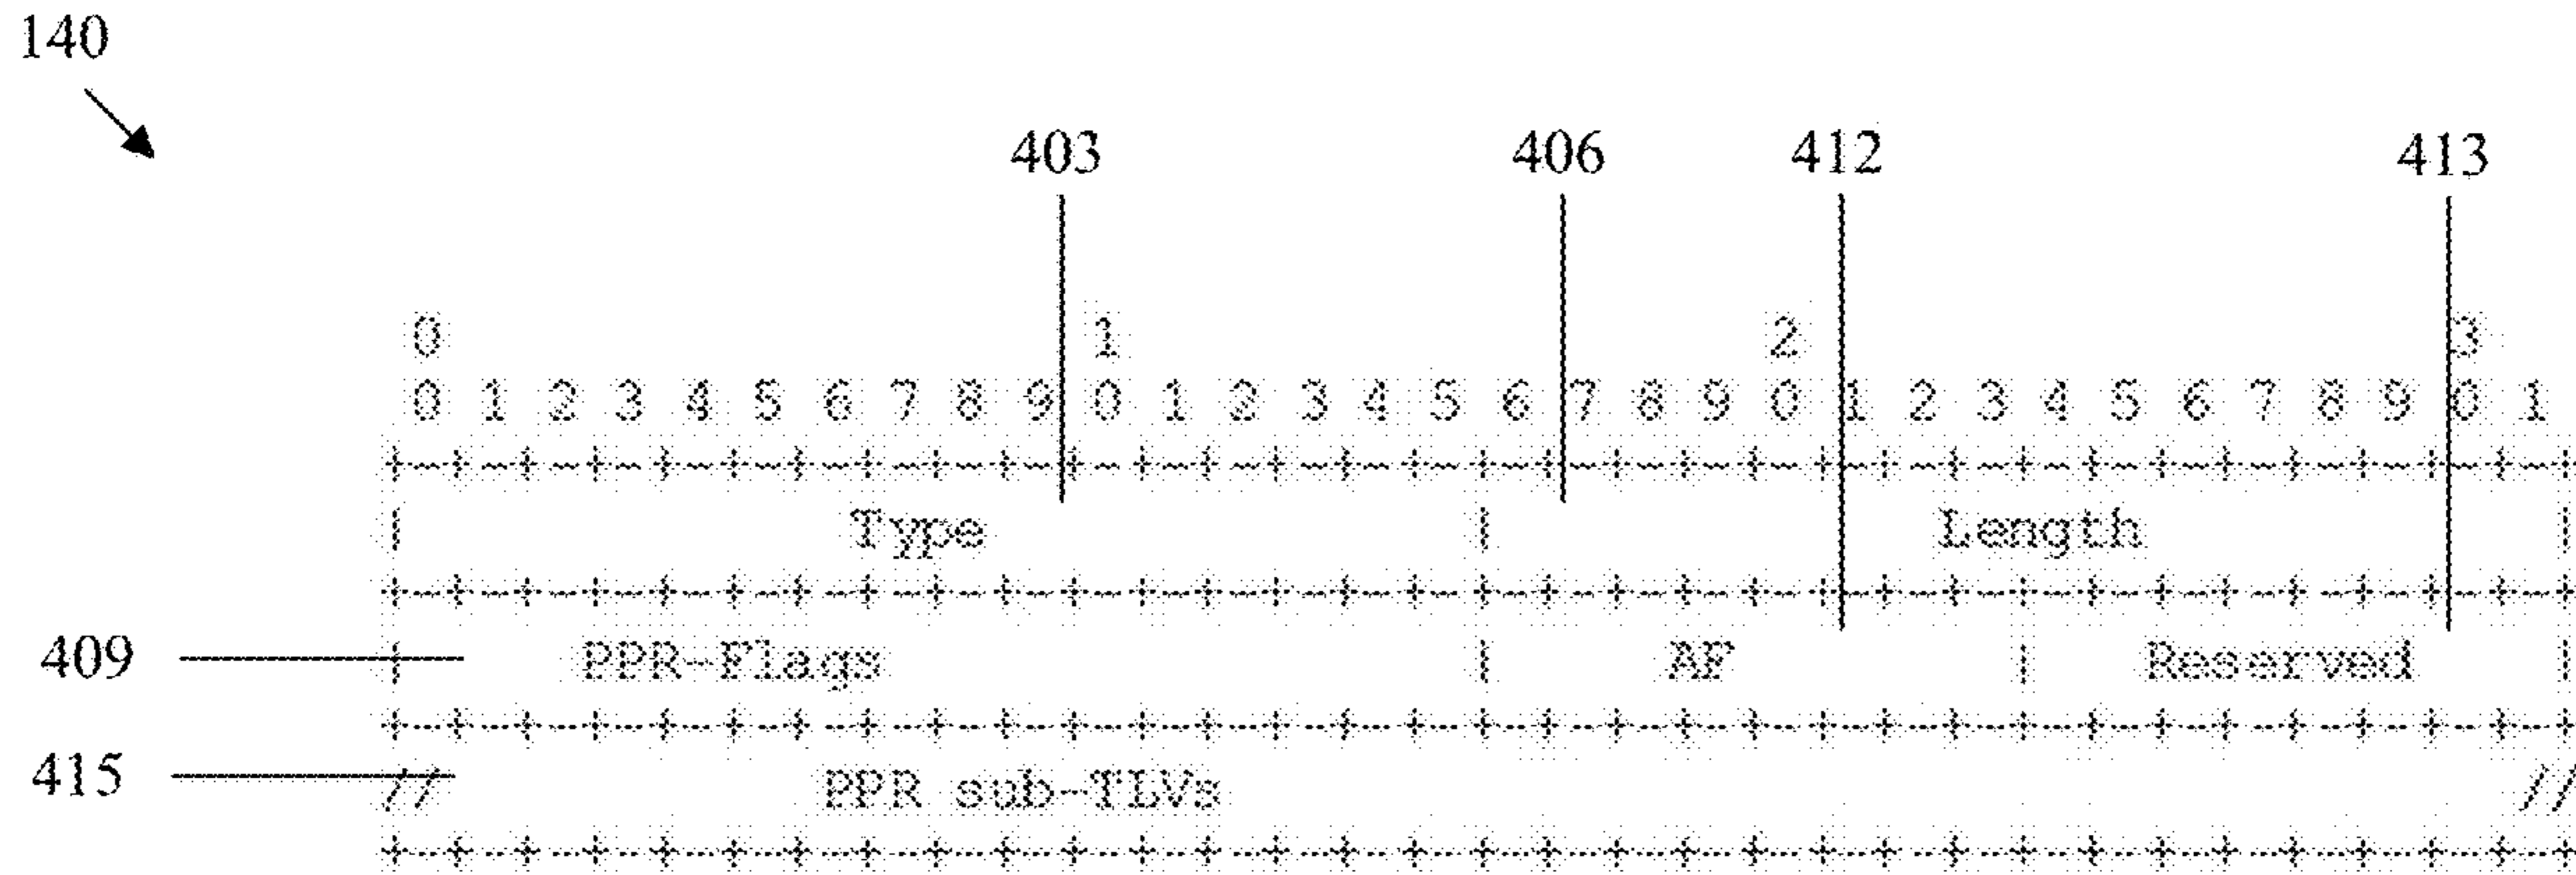 140
403 406 412 413
0 1 2 3
0 1 2 3 4 5 6 7 8 9 0 1 2 3 4 5 6 7 8 9 0 1 2 3 4 5 6 7 8 9 0 1
+-+-+-+-+-+-+-+-+-+-+-+-+-+-+-+-+-+-+-+-+-+-+-+-+-+-+-+-+-+-+-+-+
| Type | Length |
+-+-+-+-+-+-+-+-+-+-+-+-+-+-+-+-+-+-+-+-+-+-+-+-+-+-+-+-+-+-+-+-+
409 | PPR-Flags | AF | Reserved |
+-+-+-+-+-+-+-+-+-+-+-+-+-+-+-+-+-+-+-+-+-+-+-+-+-+-+-+-+-+-+-+-+
415 // PPR sub-TLVs //
+-+-+-+-+-+-+-+-+-+-+-+-+-+-+-+-+-+-+-+-+-+-+-+-+-+-+-+-+-+-+-+-+